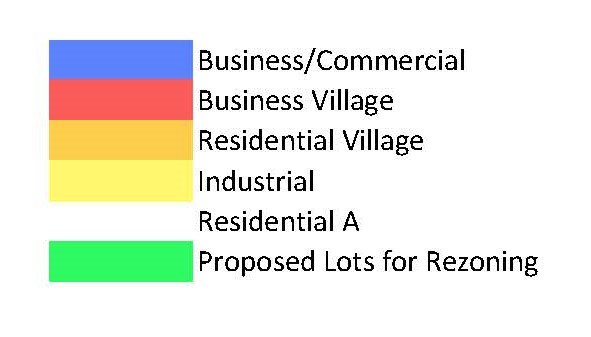 Business/Commercial
Business Village
Residential Village
Industrial
Residential A
Proposed Lots for Rezoning